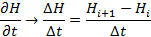 ∂H/∂t → ΔH/Δt = (H_{i+1} − H_i)/Δt